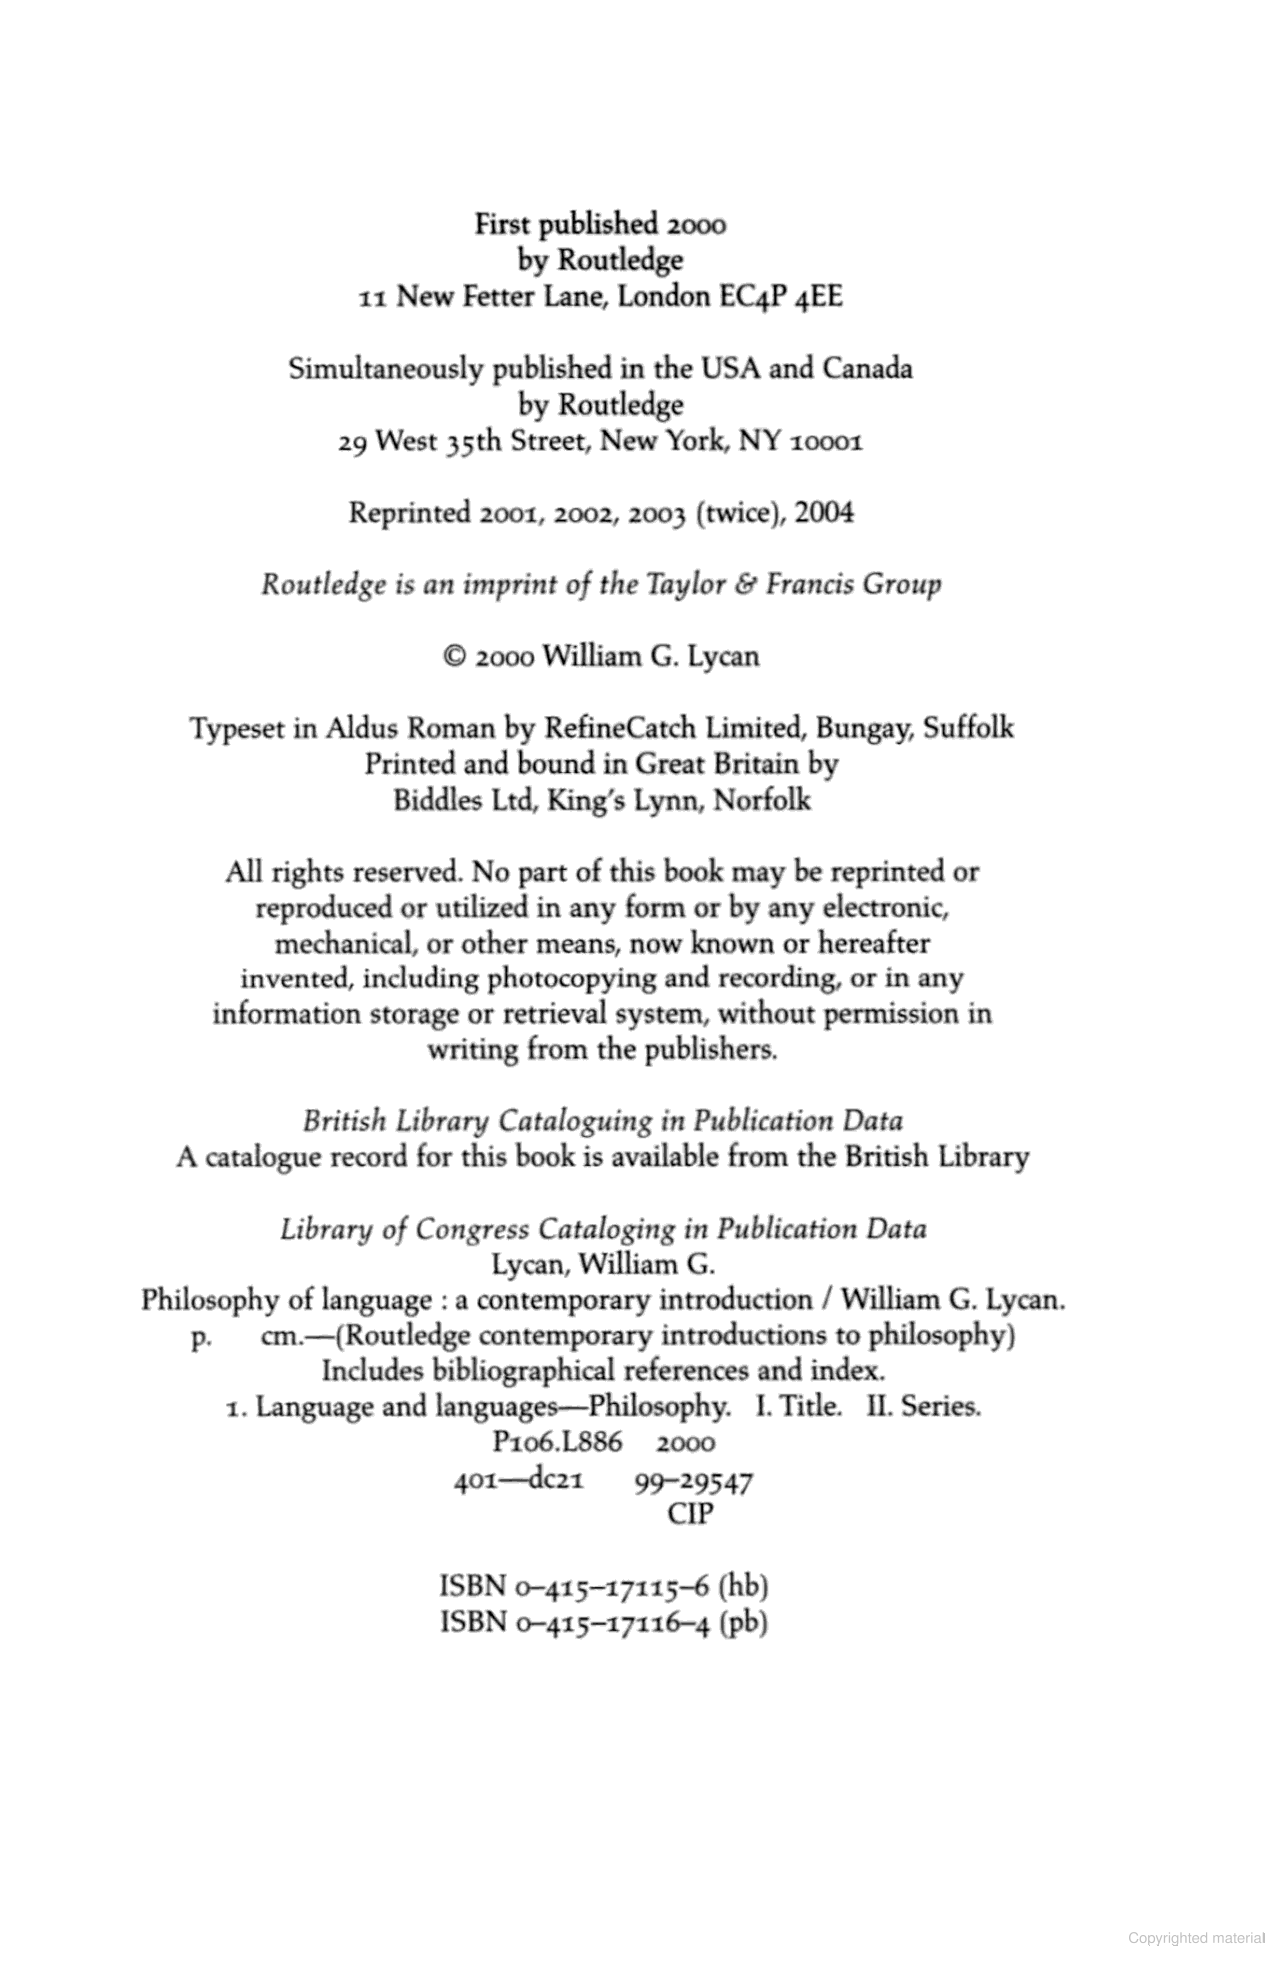 First published 2000
by Routledge
11 New Fetter Lane, London EC4P 4EE
Simultaneously published in the USA and Canada
by Routledge
29 West 35th Street, New York, NY 10001
Reprinted 2001, 2002, 2003 (twice), 2004
Routledge is an imprint of the Taylor & Francis Group
© 2000 William G. Lycan
Typeset in Aldus Roman by RefineCatch Limited, Bungay, Suffolk
Printed and bound in Great Britain by
Biddles Ltd, King's Lynn, Norfolk
All rights reserved. No part of this book may be reprinted or
reproduced or utilized in any form or by any electronic,
mechanical, or other means, now known or hereafter
invented, including photocopying and recording, or in any
information storage or retrieval system, without permission in
writing from the publishers.
British Library Cataloguing in Publication Data
A catalogue record for this book is available from the British Library
Library of Congress Cataloging in Publication Data
Lycan, William G.
Philosophy of language : a contemporary introduction / William G. Lycan.
p. cm.—(Routledge contemporary introductions to philosophy)
Includes bibliographical references and index.
1. Language and languages—Philosophy. I. Title. II. Series.
P106.L886 2000
401—dc21 99–29547
CIP
ISBN 0–415–17115–6 (hb)
ISBN 0–415–17116–4 (pb)
Copyrighted material